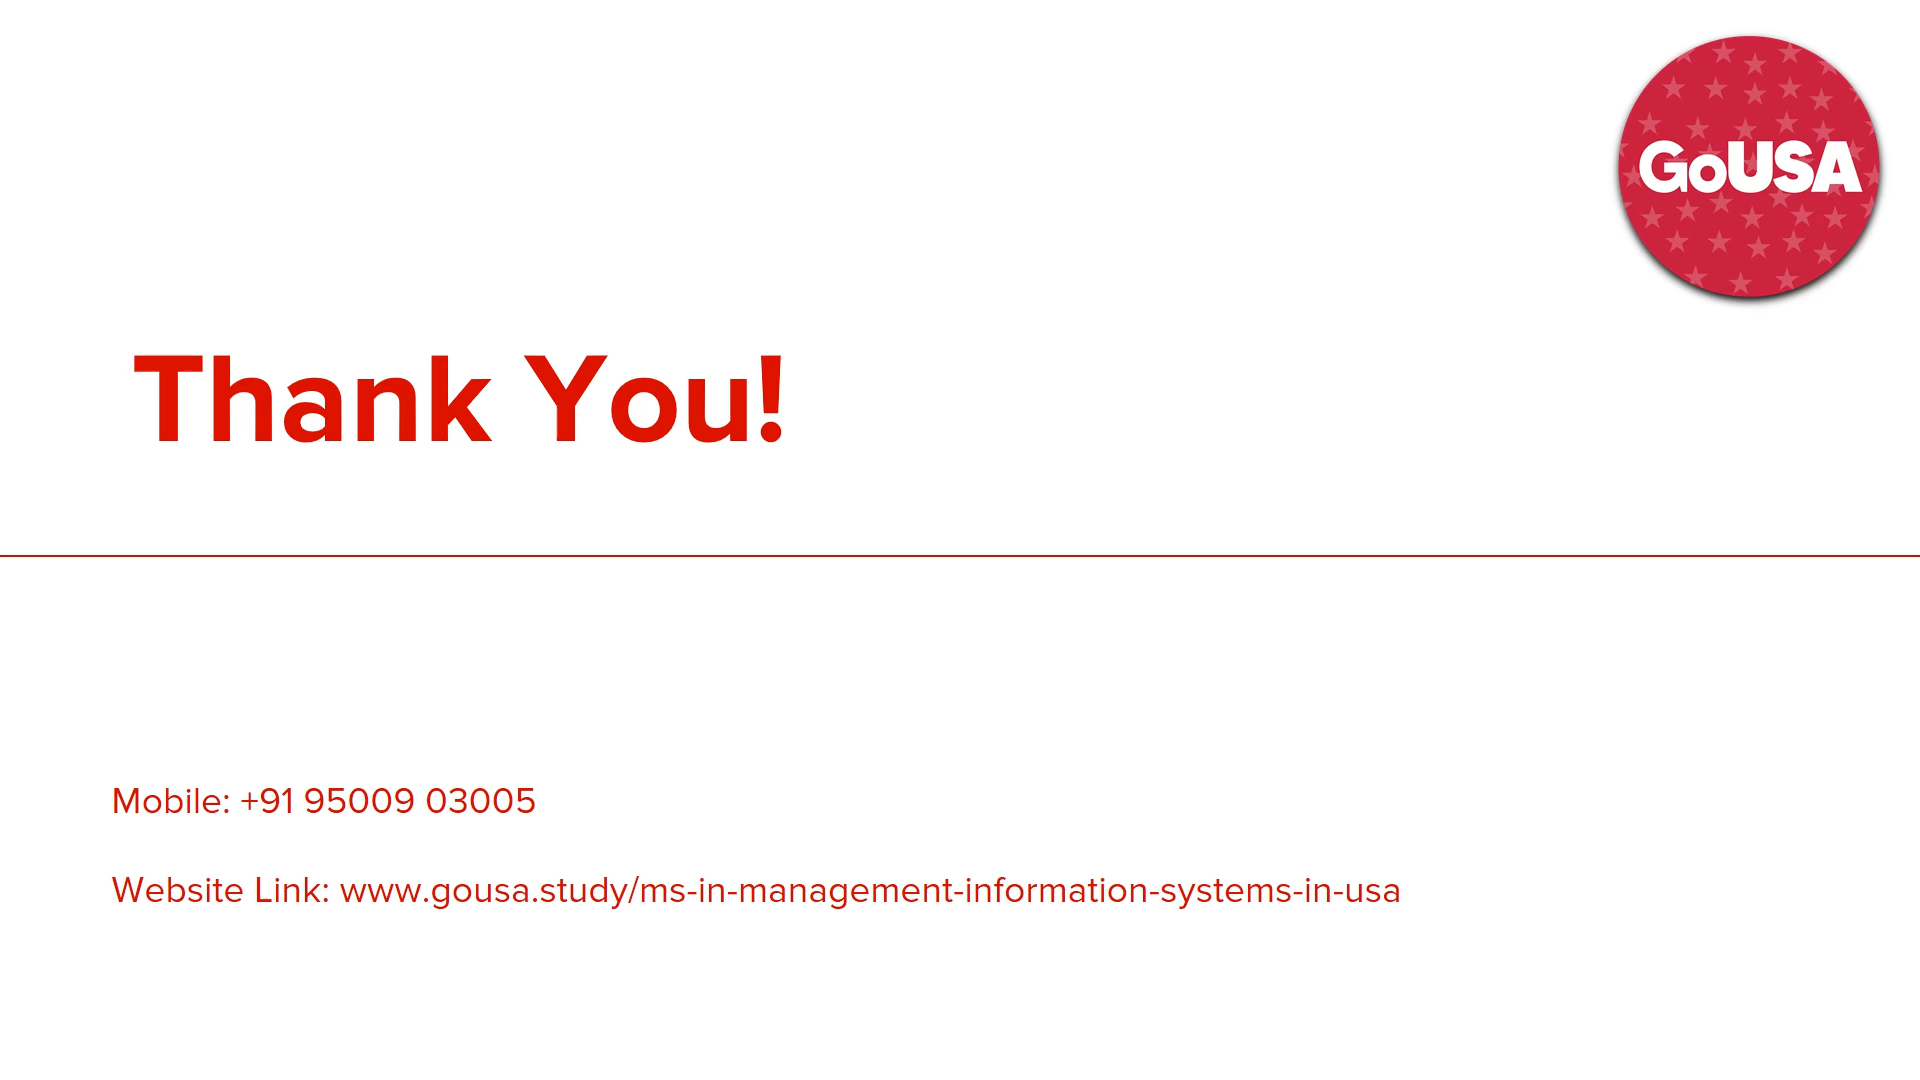 GoUSA
Thank You!
Mobile: +91 95009 03005
Website Link: www.gousa.study/ms-in-management-information-systems-in-usa